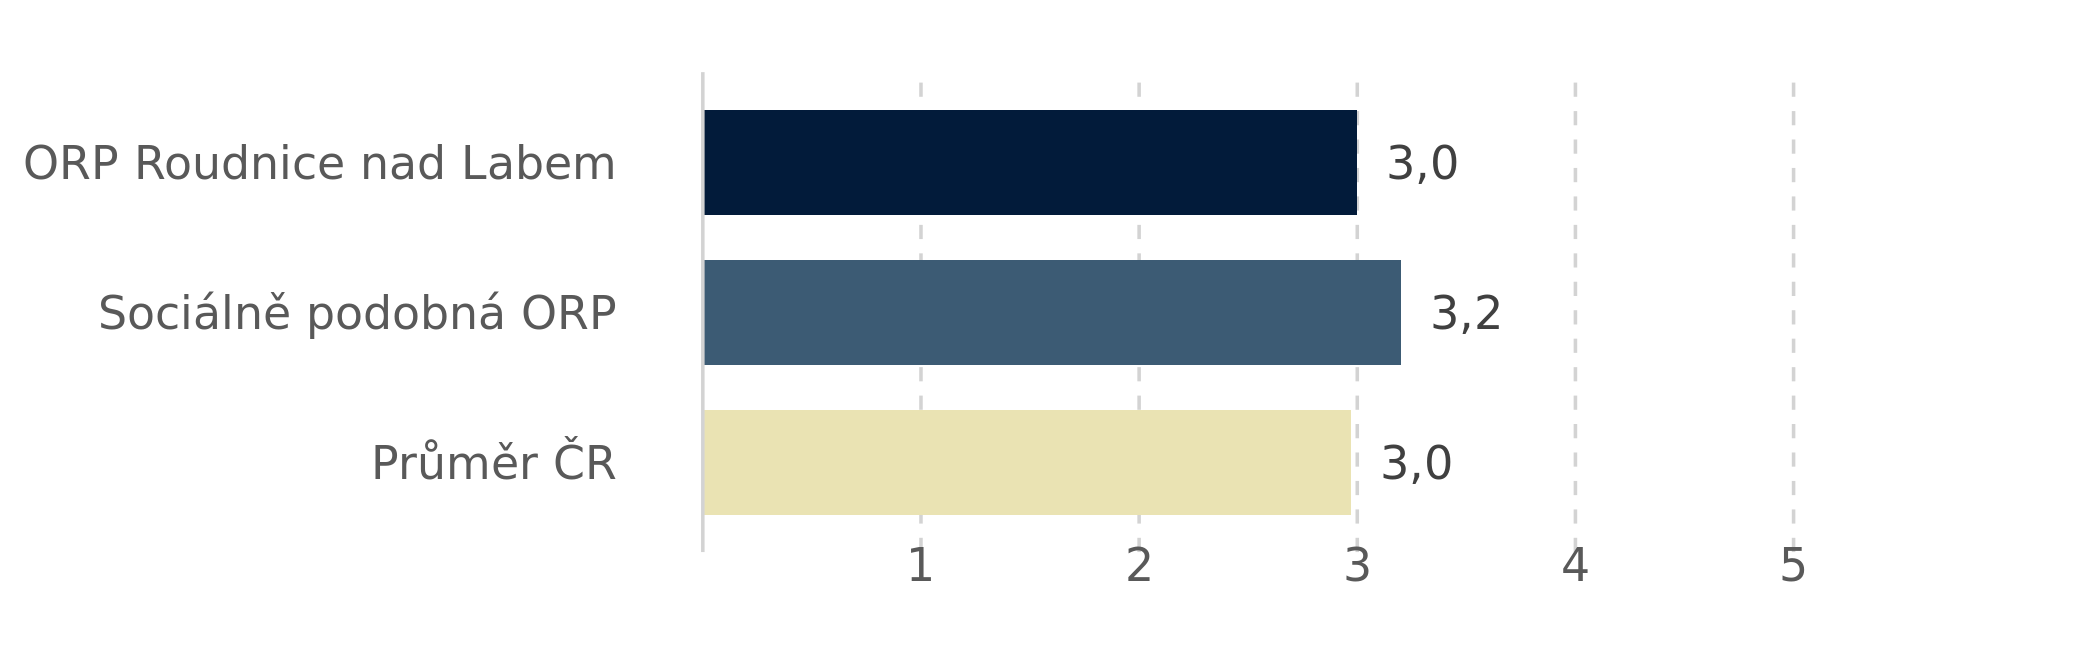 ORP Roudnice nad Labem
3,0
Sociálně podobná ORP
3,2
Průměr ČR
3,0
1 2 3 4 5